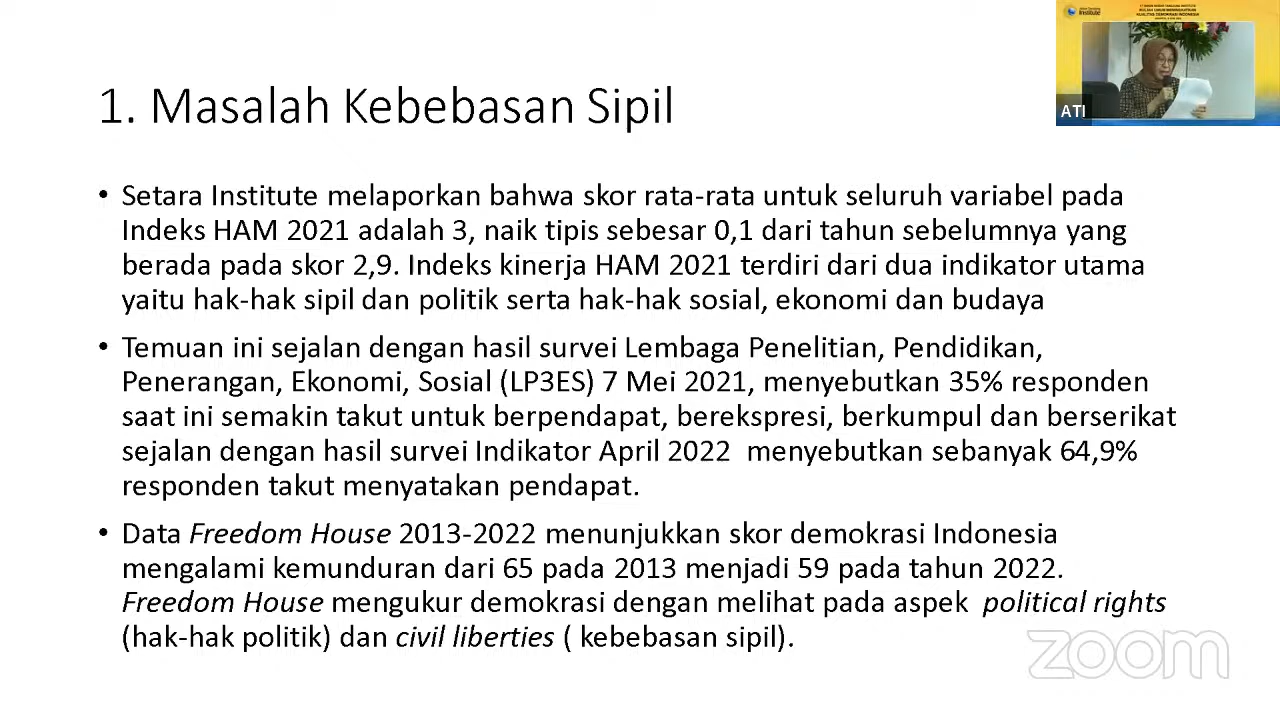 1. Masalah Kebebasan Sipil
• Setara Institute melaporkan bahwa skor rata-rata untuk seluruh variabel pada
Indeks HAM 2021 adalah 3, naik tipis sebesar 0,1 dari tahun sebelumnya yang
berada pada skor 2,9. Indeks kinerja HAM 2021 terdiri dari dua indikator utama
yaitu hak-hak sipil dan politik serta hak-hak sosial, ekonomi dan budaya
• Temuan ini sejalan dengan hasil survei Lembaga Penelitian, Pendidikan,
Penerangan, Ekonomi, Sosial (LP3ES) 7 Mei 2021, menyebutkan 35% responden
saat ini semakin takut untuk berpendapat, berekspresi, berkumpul dan berserikat
sejalan dengan hasil survei Indikator April 2022  menyebutkan sebanyak 64,9%
responden takut menyatakan pendapat.
• Data Freedom House 2013-2022 menunjukkan skor demokrasi Indonesia
mengalami kemunduran dari 65 pada 2013 menjadi 59 pada tahun 2022.
Freedom House mengukur demokrasi dengan melihat pada aspek  political rights
(hak-hak politik) dan civil liberties ( kebebasan sipil).
Institute
KUALITAS DEMOKRASI INDONESIA
ATI
zoom